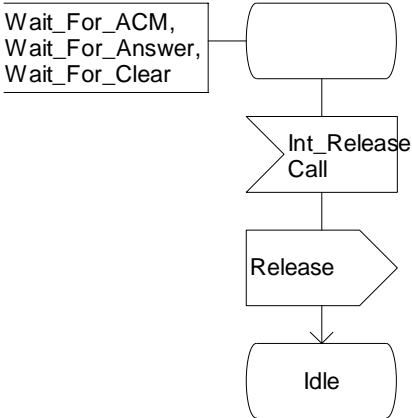 Wait_For_ACM,
Wait_For_Answer,
Wait_For_Clear
Int_Release
Call
Release
Idle